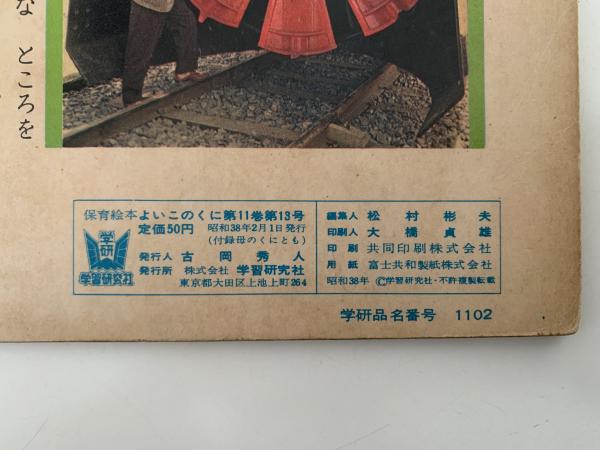 な ところを
保育絵本よいこのくに第11巻第13号
定価50円 昭和38年2月1日発行
(付録母のくにとも)
発行人 古岡秀人
発行所 株式会社 学習研究社
東京都大田区上池上町264
学研
学習研究社
編集人 松村彬夫
印刷人 大橋貞雄
印刷 共同印刷株式会社
用紙 富士共和製紙株式会社
昭和38年 Ⓒ学習研究社・不許複製転載
学研品名番号 1102